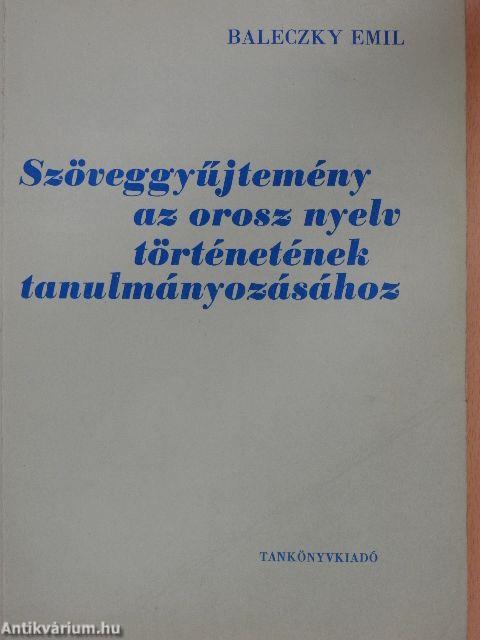 BALECZKY EMIL
Szöveggyűjtemény
az orosz nyelv
történetének
tanulmányozásához
TANKÖNYVKIADÓ
Antikvárium.hu